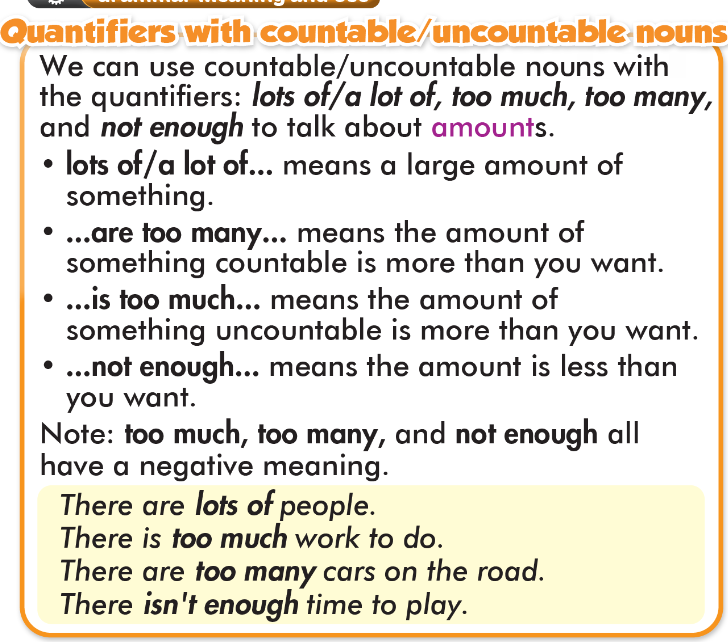 Quantifiers with countable/uncountable nouns
We can use countable/uncountable nouns with
the quantifiers: lots of/a lot of, too much, too many,
and not enough to talk about amounts.
• lots of/a lot of... means a large amount of
something.
• ...are too many... means the amount of
something countable is more than you want.
• ...is too much... means the amount of
something uncountable is more than you want.
• ...not enough... means the amount is less than
you want.
Note: too much, too many, and not enough all
have a negative meaning.
There are lots of people.
There is too much work to do.
There are too many cars on the road.
There isn't enough time to play.